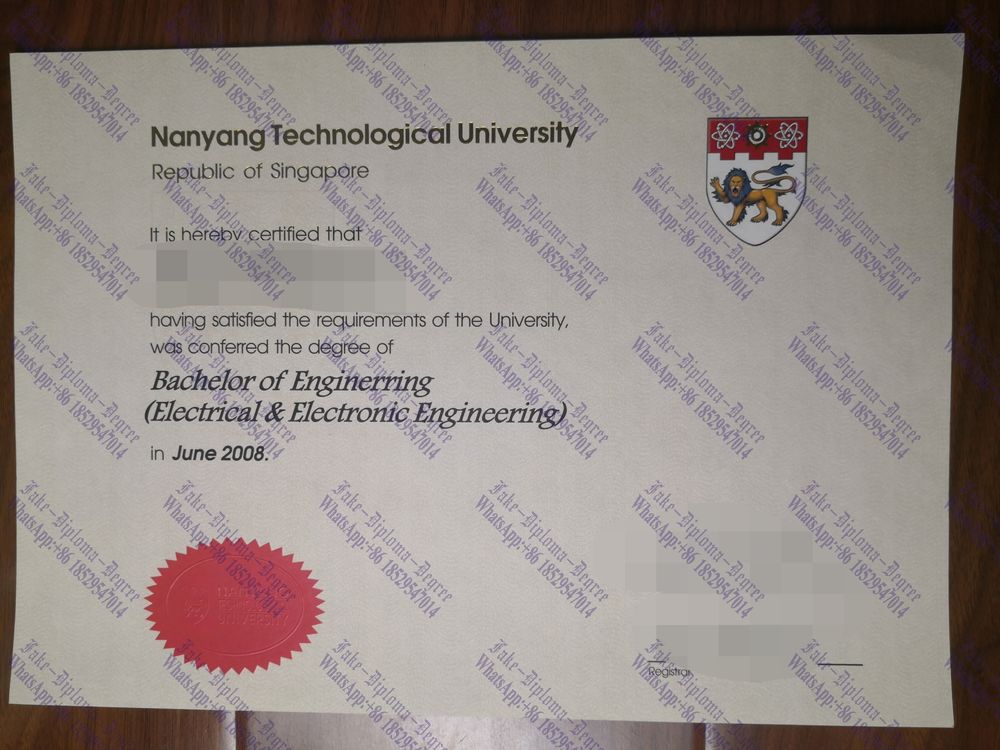 Nanyang Technological University
Republic of Singapore
It is hereby certified that
having satisfied the requirements of the University,
was conferred the degree of
Bachelor of Enginerring
(Electrical & Electronic Engineering)
in June 2008.
UNIVERSITY
Registrar
Fake-Diploma-Degree
WhatsApp:+86 18529547014